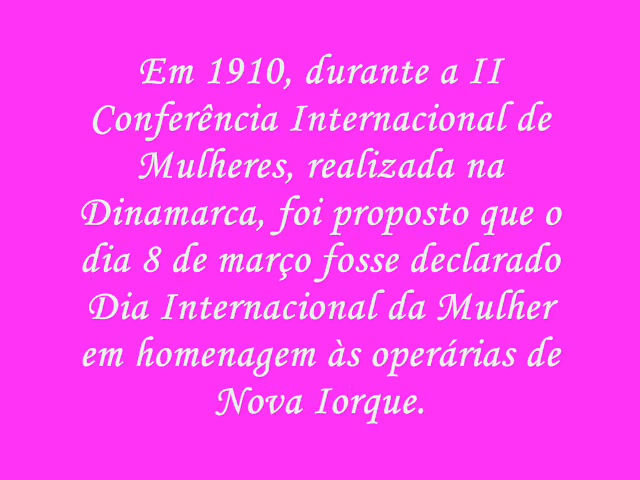 Em 1910, durante a II
Conferência Internacional de
Mulheres, realizada na
Dinamarca, foi proposto que o
dia 8 de março fosse declarado
Dia Internacional da Mulher
em homenagem às operárias de
Nova Iorque.